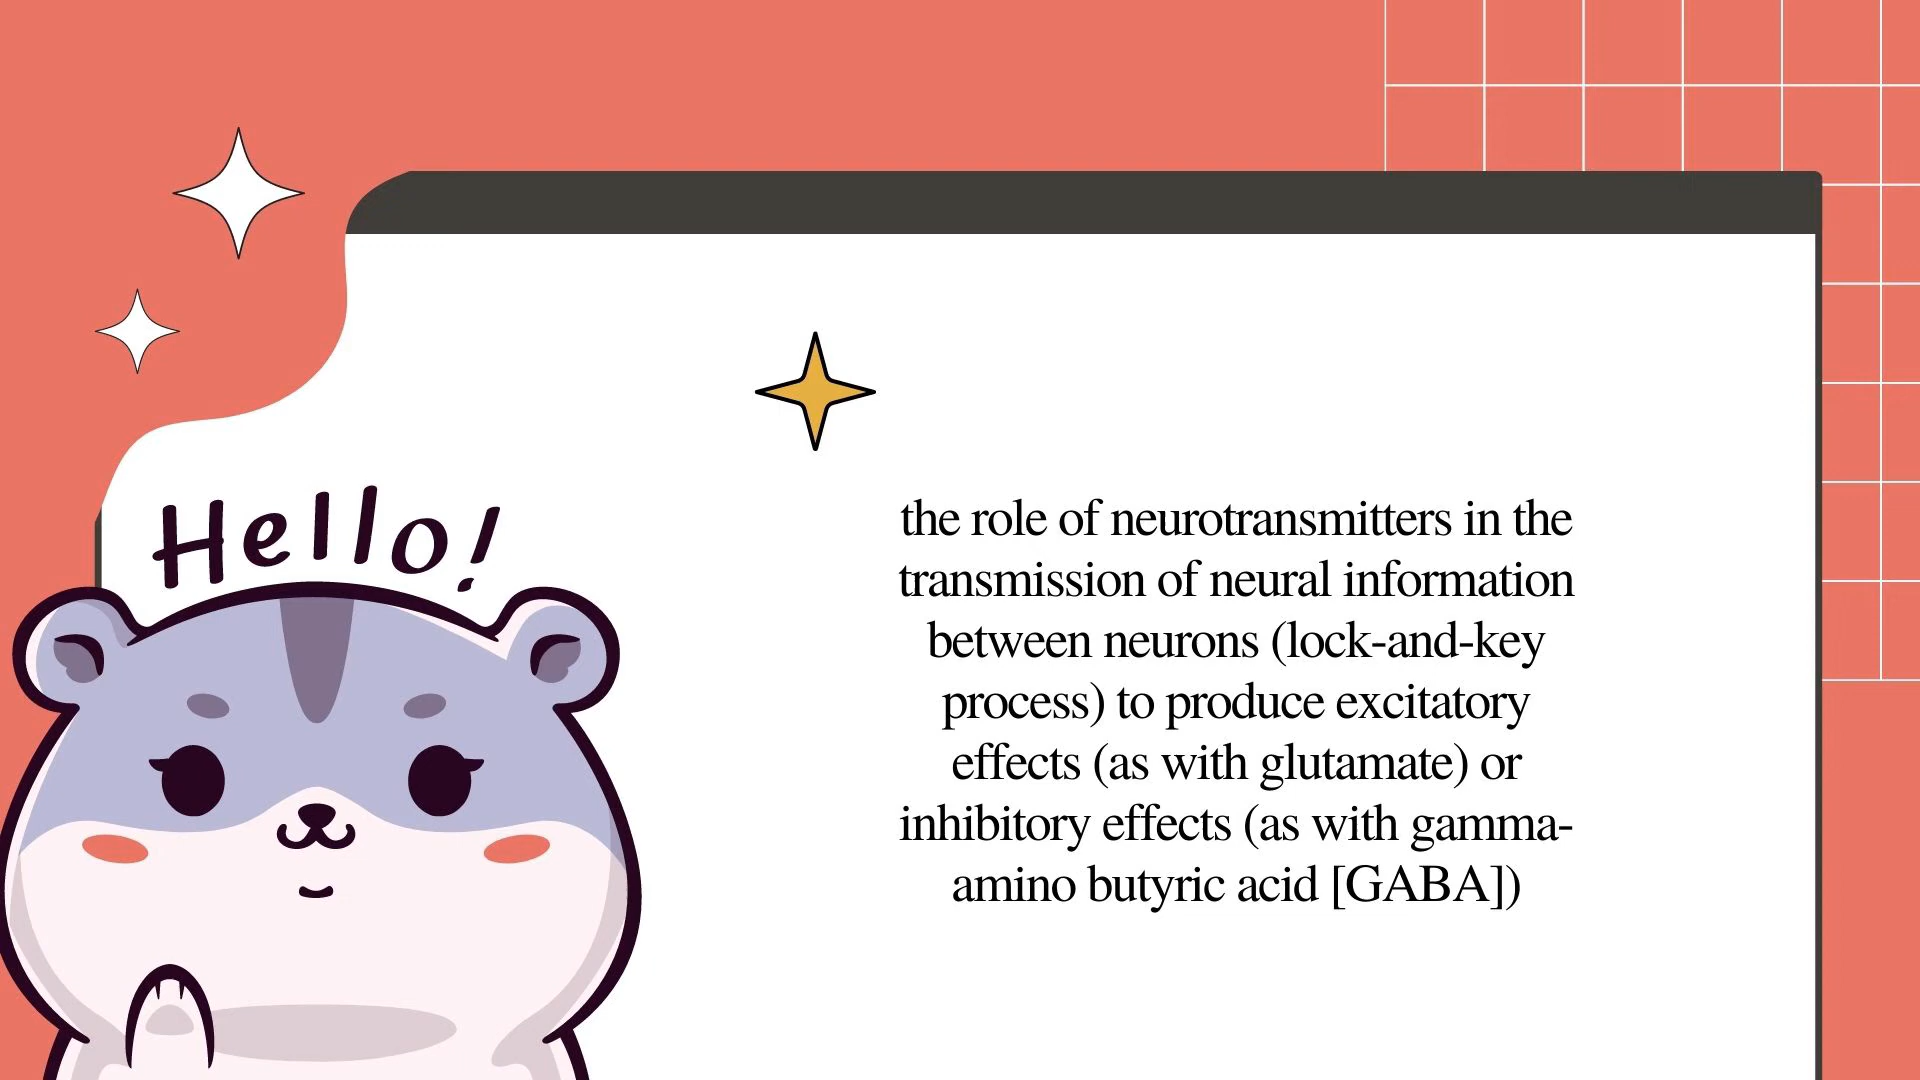 Hello!
the role of neurotransmitters in the
transmission of neural information
between neurons (lock-and-key
process) to produce excitatory
effects (as with glutamate) or
inhibitory effects (as with gamma-
amino butyric acid [GABA])